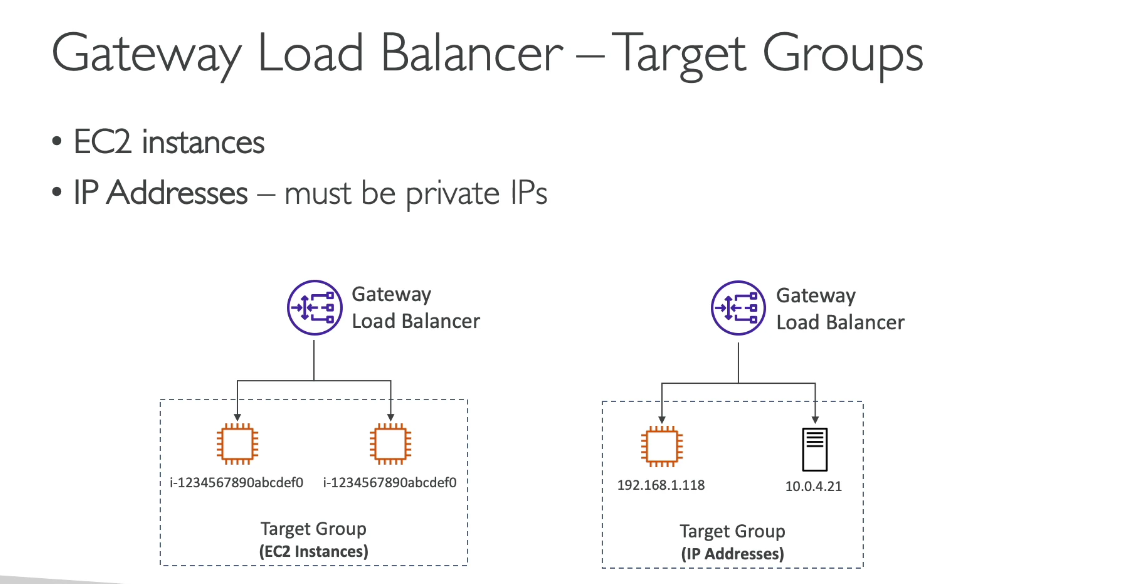 Gateway Load Balancer – Target Groups
• EC2 instances
• IP Addresses – must be private IPs
Gateway
Load Balancer
i-1234567890abcdef0
i-1234567890abcdef0
Target Group
(EC2 Instances)
Gateway
Load Balancer
192.168.1.118
10.0.4.21
Target Group
(IP Addresses)